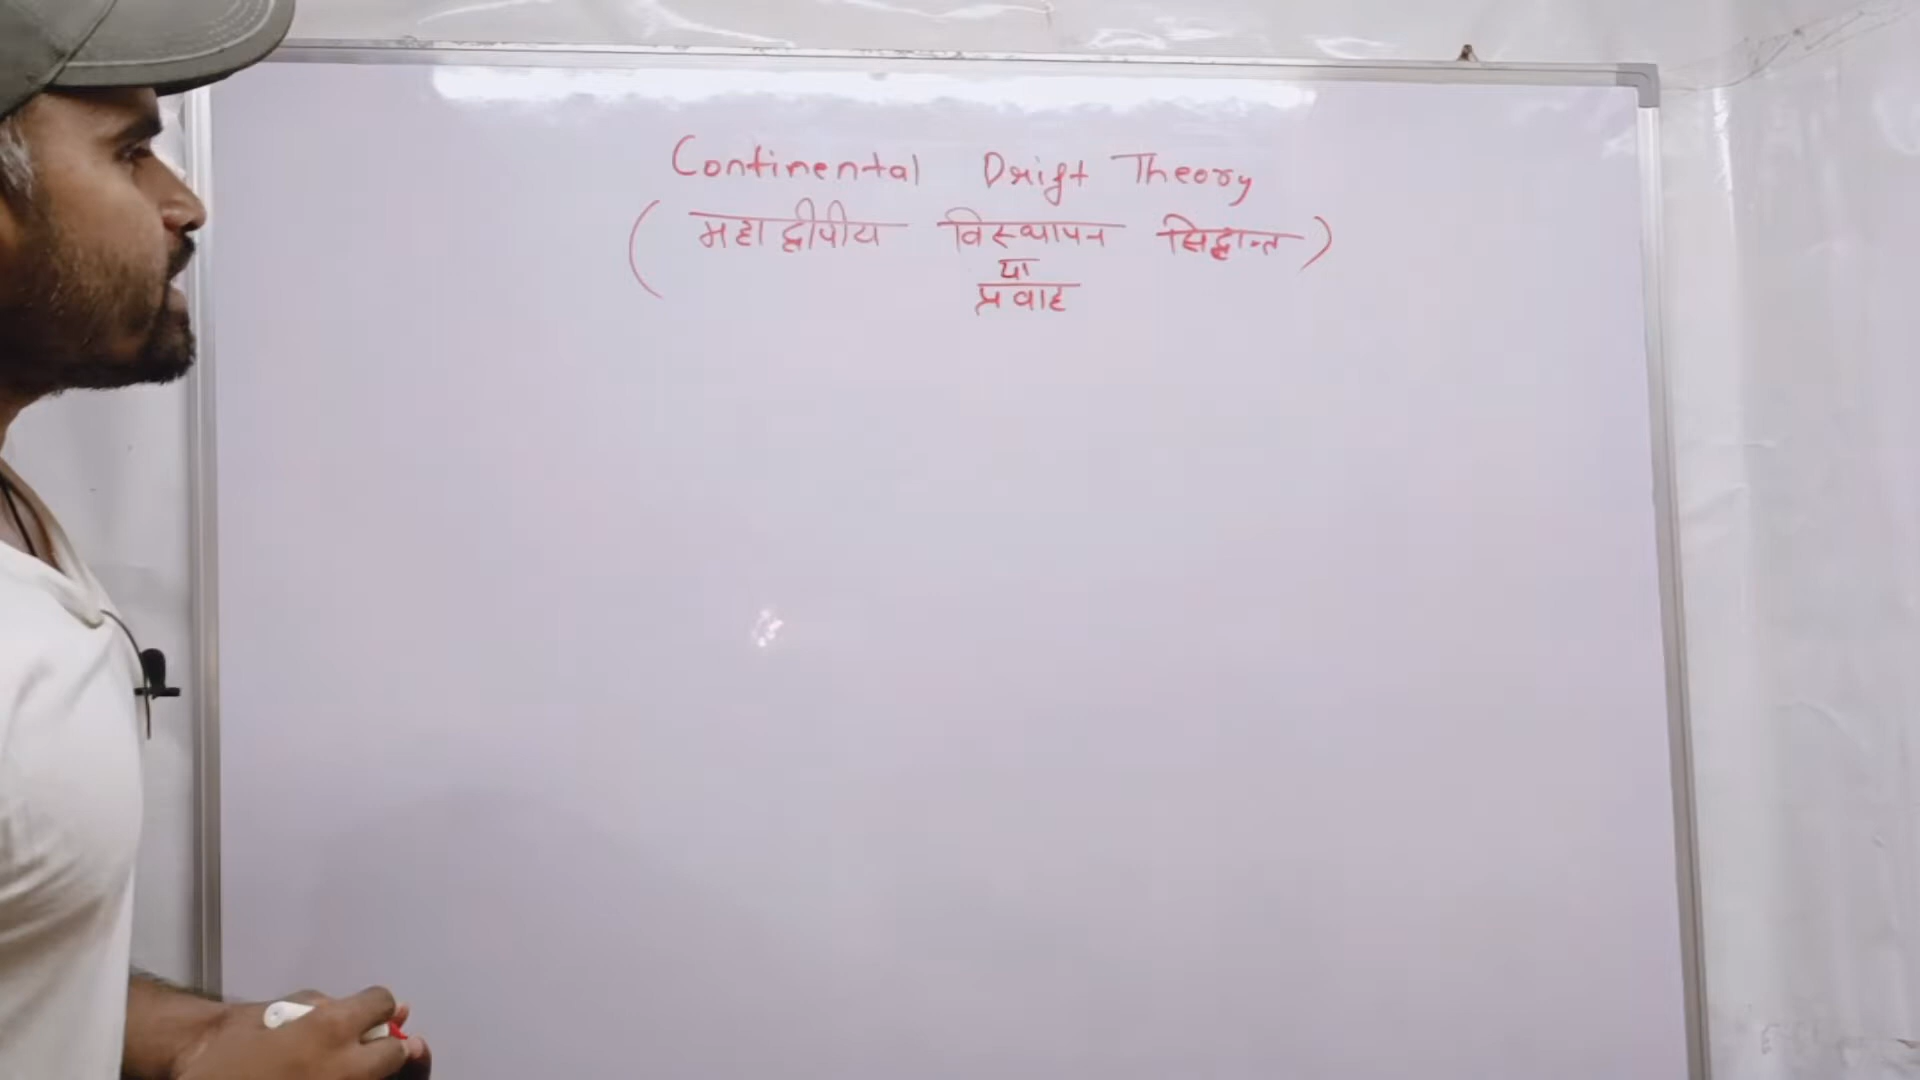 Continental Drift Theory
(महाद्वीपीय विस्थापन सिद्धान्त)
या
प्रवाह